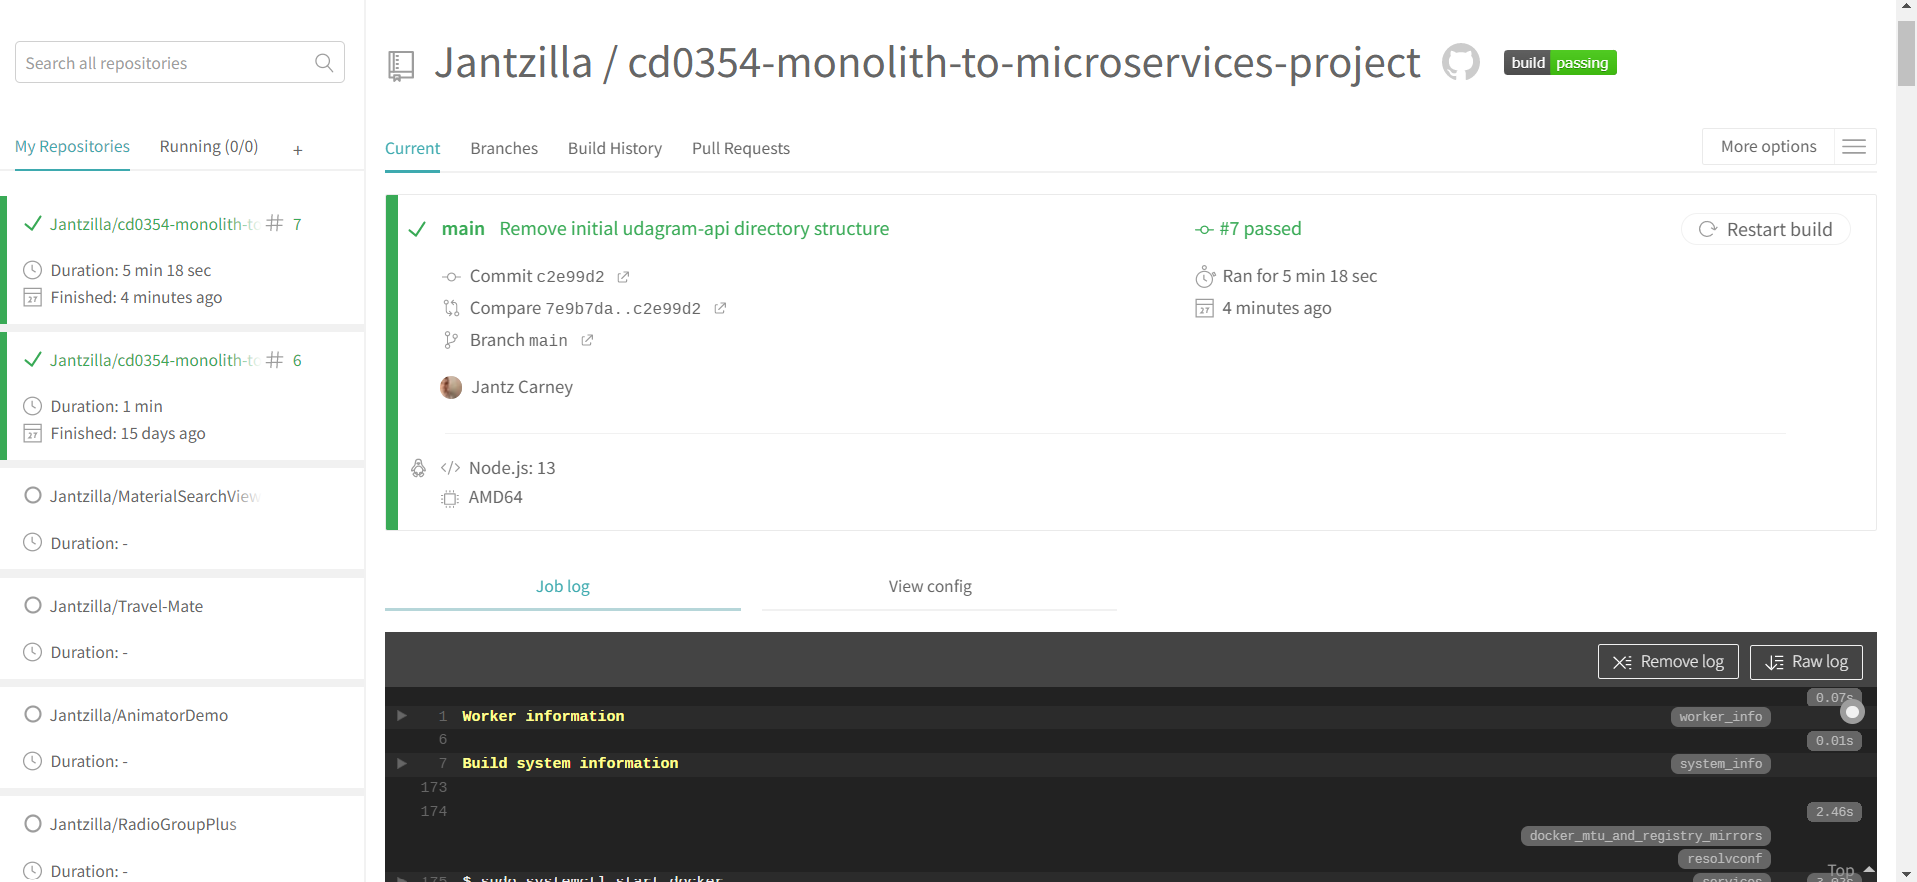 Search all repositories
My Repositories
Running (0/0)
+
Jantzilla/cd0354-monolith-to
# 7
Duration: 5 min 18 sec
Finished: 4 minutes ago
Jantzilla/cd0354-monolith-to
# 6
Duration: 1 min
Finished: 15 days ago
Jantzilla/MaterialSearchView
Duration: -
Jantzilla/Travel-Mate
Duration: -
Jantzilla/AnimatorDemo
Duration: -
Jantzilla/RadioGroupPlus
Duration: -
Jantzilla / cd0354-monolith-to-microservices-project
build passing
Current
Branches
Build History
Pull Requests
More options
main Remove initial udagram-api directory structure
#7 passed
Restart build
Commit c2e99d2
Ran for 5 min 18 sec
Compare 7e9b7da..c2e99d2
4 minutes ago
Branch main
Jantz Carney
</> Node.js: 13
AMD64
Job log
View config
Remove log
Raw log
0.07s
1 Worker information
worker_info
6
0.01s
7 Build system information
system_info
173
174
2.46s
docker_mtu_and_registry_mirrors
resolvconf
175 $ sudo systemctl start docker
services
Top